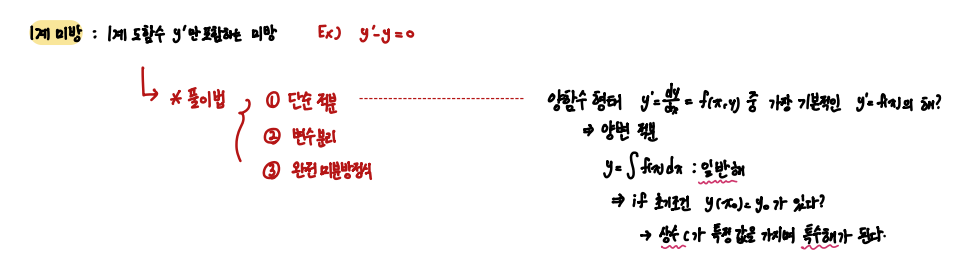 1계 미방 : 1계 도함수 y'만 포함하는 미방 Ex) y'-y=0
* 풀이법 ① 단순 적분 양함수 형태 y'=dy/dx = f(x,y) 중 가장 기본적인 y'=f(x)의 해?
② 변수분리 ⇒ 양변 적분
③ 완전미분방정식 y=∫f(x)dx : 일반해
⇒ if 초기조건 y(x₀)=y₀가 있다?
→ 상수 C가 특정 값을 가지며 특수해가 된다.